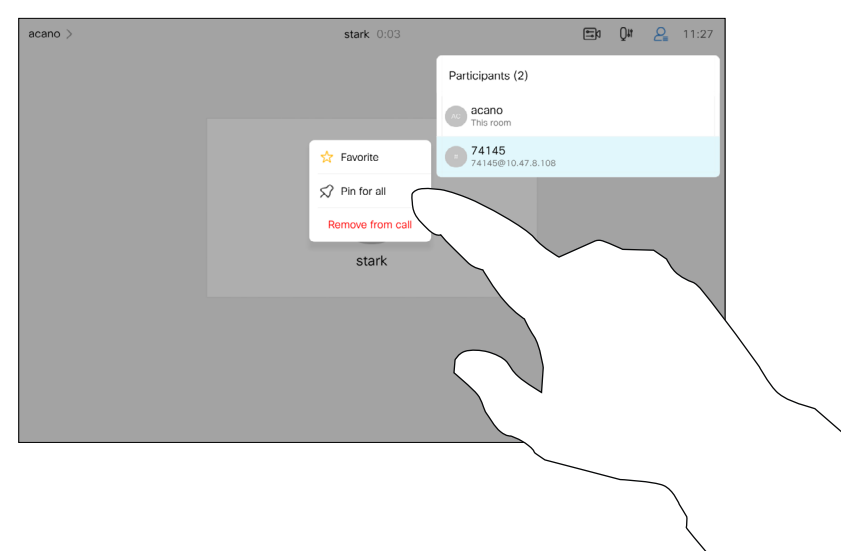 acano >
stark 0:03
11:27
Participants (2)
AC
acano
This room
74145
74145@10.47.8.108
Favorite
Pin for all
Remove from call
stark